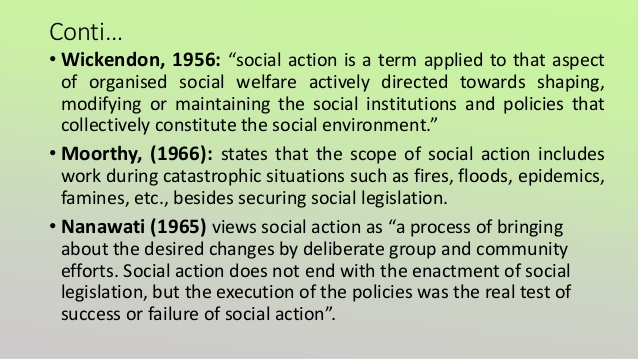 Conti…
• Wickendon, 1956: “social action is a term applied to that aspect
of organised social welfare actively directed towards shaping,
modifying or maintaining the social institutions and policies that
collectively constitute the social environment.”
• Moorthy, (1966): states that the scope of social action includes
work during catastrophic situations such as fires, floods, epidemics,
famines, etc., besides securing social legislation.
• Nanawati (1965) views social action as “a process of bringing
about the desired changes by deliberate group and community
efforts. Social action does not end with the enactment of social
legislation, but the execution of the policies was the real test of
success or failure of social action”.